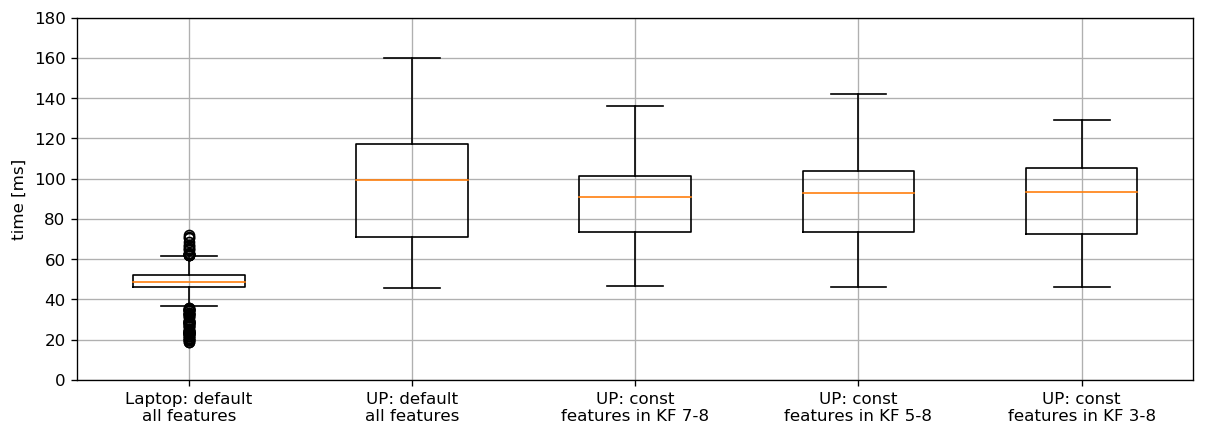 180
160
140
120
100
80
60
40
20
0
time [ms]
Laptop: default
all features
UP: default
all features
UP: const
features in KF 7-8
UP: const
features in KF 5-8
UP: const
features in KF 3-8